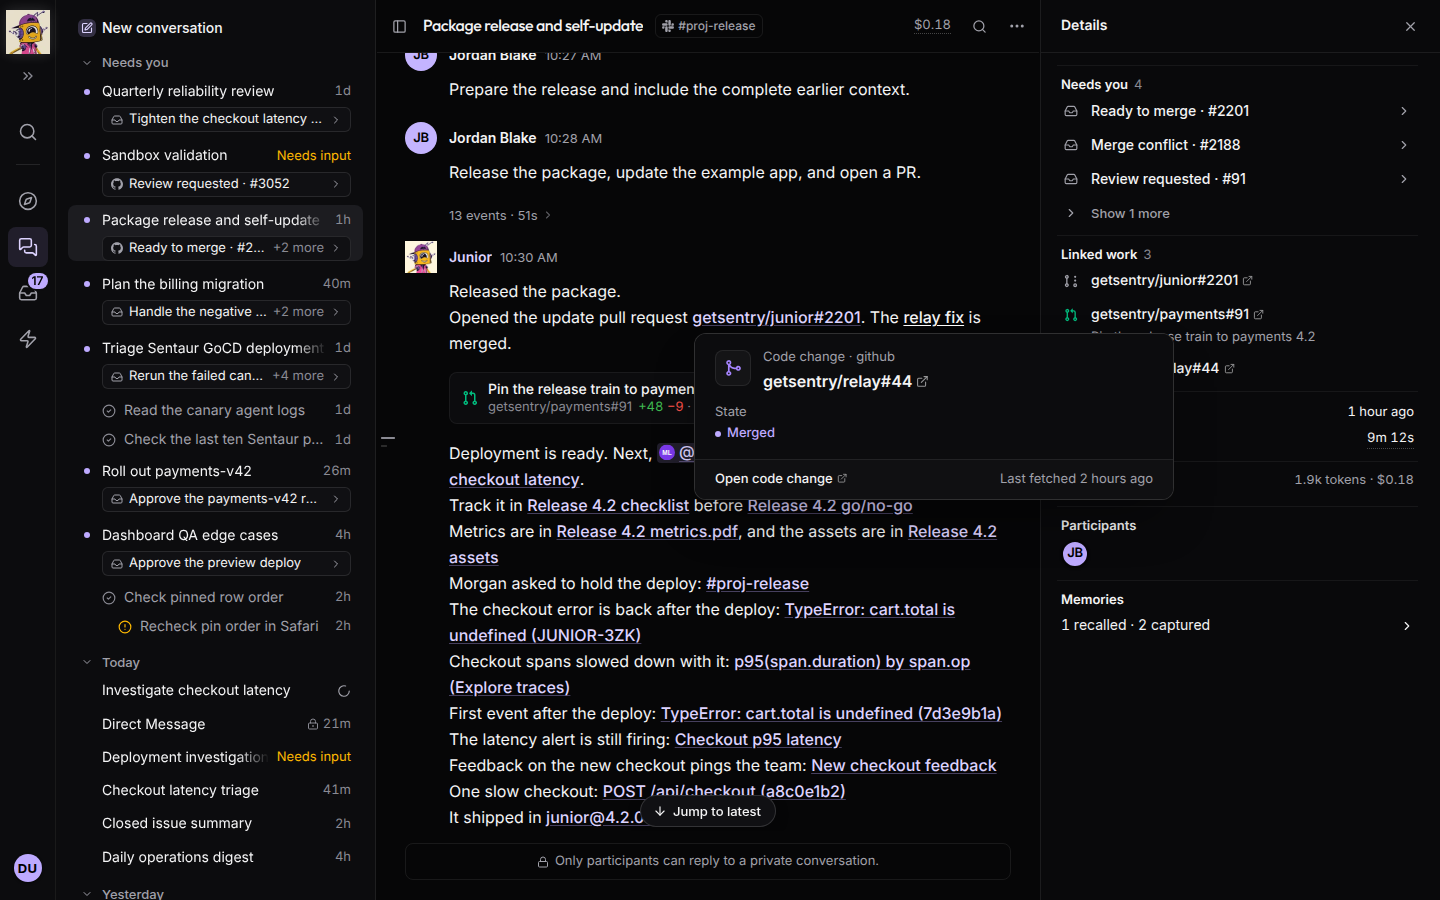 New conversation
Needs you
Quarterly reliability review 1d
Tighten the checkout latency ...
Sandbox validation Needs input
Review requested · #3052
Package release and self-update 1h
Ready to merge · #2... +2 more
Plan the billing migration 40m
Handle the negative ... +2 more
Triage Sentaur GoCD deployment 1d
Rerun the failed can... +4 more
Read the canary agent logs 1d
Check the last ten Sentaur p... 1d
Roll out payments-v42 26m
Approve the payments-v42 r...
Dashboard QA edge cases 4h
Approve the preview deploy
Check pinned row order 2h
Recheck pin order in Safari 2h
Today
Investigate checkout latency
Direct Message 21m
Deployment investigation Needs input
Checkout latency triage 41m
Closed issue summary 2h
Daily operations digest 4h
Yesterday
17
DU
Package release and self-update #proj-release $0.18
JB Jordan Blake 10:27 AM
Prepare the release and include the complete earlier context.
JB Jordan Blake 10:28 AM
Release the package, update the example app, and open a PR.
13 events · 51s
Junior 10:30 AM
Released the package.
Opened the update pull request getsentry/junior#2201. The relay fix is
merged.
Pin the release train to paymen
getsentry/payments#91 +48 −9 ·
Deployment is ready. Next, ML @
checkout latency.
Track it in Release 4.2 checklist before Release 4.2 go/no-go
Metrics are in Release 4.2 metrics.pdf, and the assets are in Release 4.2
assets
Morgan asked to hold the deploy: #proj-release
The checkout error is back after the deploy: TypeError: cart.total is
undefined (JUNIOR-3ZK)
Checkout spans slowed down with it: p95(span.duration) by span.op
(Explore traces)
First event after the deploy: TypeError: cart.total is undefined (7d3e9b1a)
The latency alert is still firing: Checkout p95 latency
Feedback on the new checkout pings the team: New checkout feedback
One slow checkout: POST /api/checkout (a8c0e1b2)
It shipped in junior@4.2.0
Jump to latest
Only participants can reply to a private conversation.
Code change · github
getsentry/relay#44
State
Merged
Open code change Last fetched 2 hours ago
Details
Needs you 4
Ready to merge · #2201
Merge conflict · #2188
Review requested · #91
Show 1 more
Linked work 3
getsentry/junior#2201
getsentry/payments#91
train to payments 4.2
lay#44
1 hour ago
9m 12s
1.9k tokens · $0.18
Participants
JB
Memories
1 recalled · 2 captured